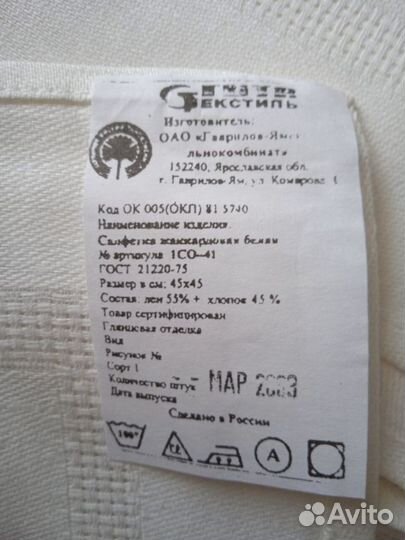 ЕКСТИЛЬ
Изготовитель:
ОАО «Гаврилов-Ямс
льнокомбинат»
152240, Ярославская обл.
г. Гаврилов-Ям, ул. Комарова 1
Код ОК 005(ОКП) 81 5740
Наименование изделия
Салфетка жаккардовая белая
№ артикула 1СО-41
ГОСТ 21220-75
Размер в см; 45х45
Состав: лен 55% + хлопок 45 %
Товар сертифицирован
Глянцевая отделка
Вид
Рисунок №
Сорт 1
Количество штук
МАР 2003
Дата выпуска
Сделано в России
A
Avito